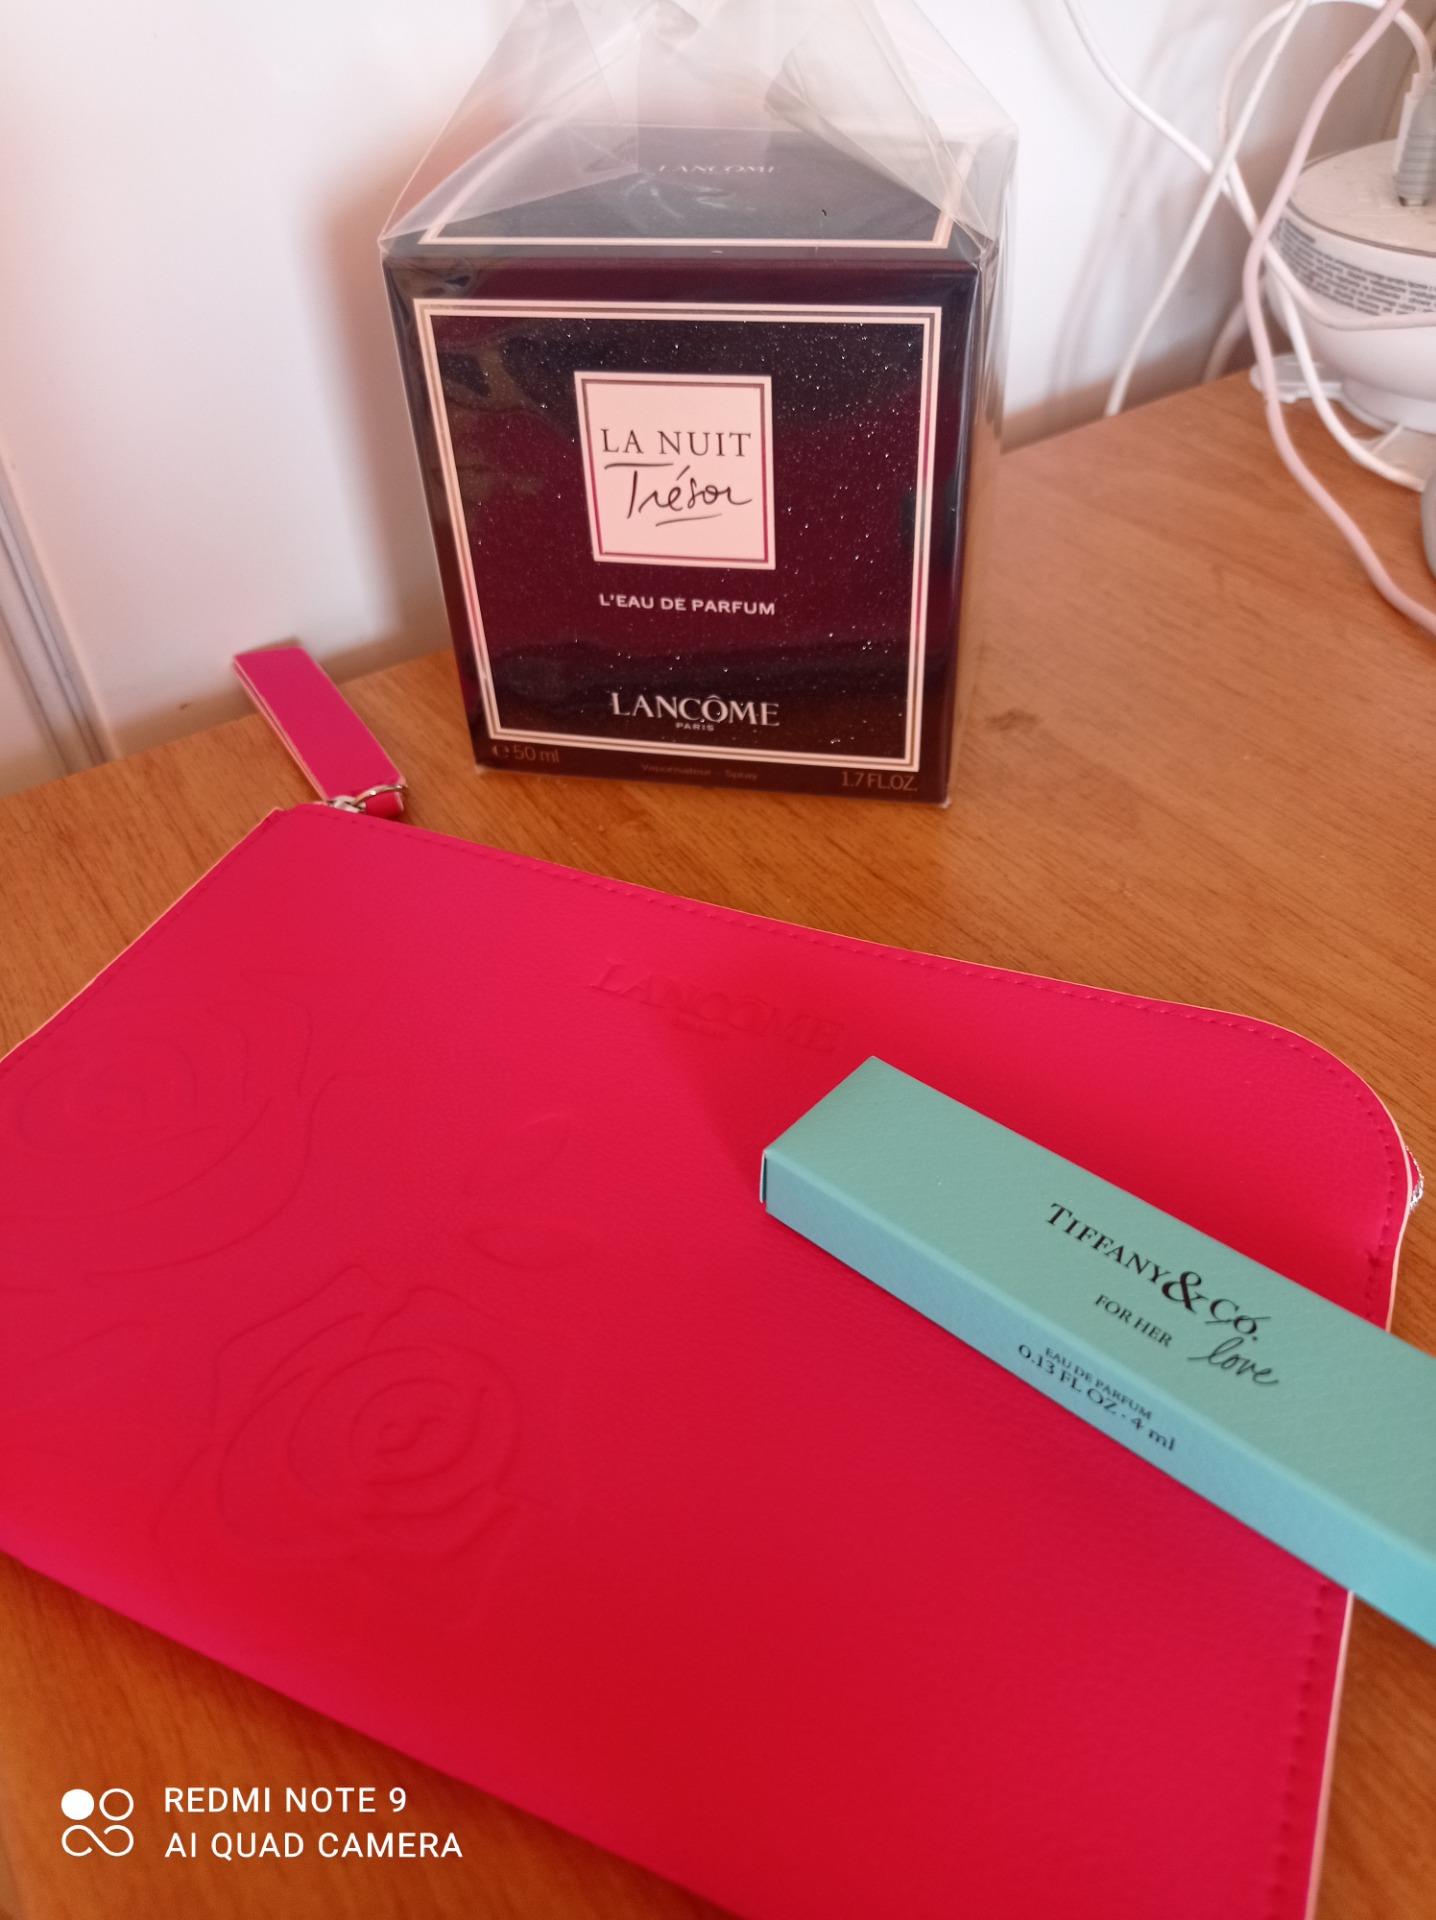 LANCÔME
LA NUIT
Trésor
L'EAU DE PARFUM
LANCÔME
PARIS
e 50 ml
Vaporisateur - Spray
1.7 FL.OZ.
LANCÔME
TIFFANY & CO.
FOR HER love
EAU DE PARFUM
0.13 FL OZ - 4 ml
REDMI NOTE 9
AI QUAD CAMERA